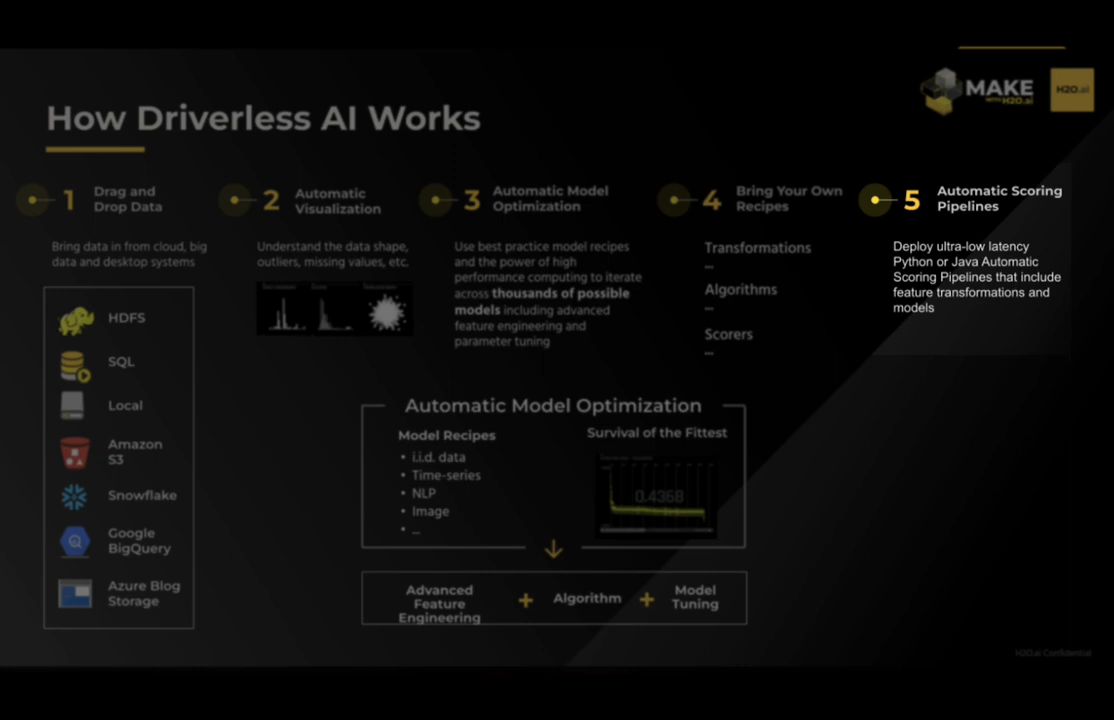 MAKE
WITH H2O.ai
H2O.ai
How Driverless AI Works
1
Drag and
Drop Data
Bring data in from cloud, big
data and desktop systems
HDFS
SQL
Local
Amazon
S3
Snowflake
Google
BigQuery
Azure Blog
Storage
2
Automatic
Visualization
Understand the data shape,
outliers, missing values, etc.
3
Automatic Model
Optimization
Use best practice model recipes
and the power of high
performance computing to iterate
across thousands of possible
models including advanced
feature engineering and
parameter tuning
4
Bring Your Own
Recipes
Transformations
...
Algorithms
...
Scorers
...
5
Automatic Scoring
Pipelines
Deploy ultra-low latency
Python or Java Automatic
Scoring Pipelines that include
feature transformations and
models
Automatic Model Optimization
Model Recipes
• i.i.d. data
• Time-series
• NLP
• Image
• ...
Survival of the Fittest
0.4368
Advanced
Feature
Engineering
+
Algorithm
+
Model
Tuning
H2O.ai Confidential